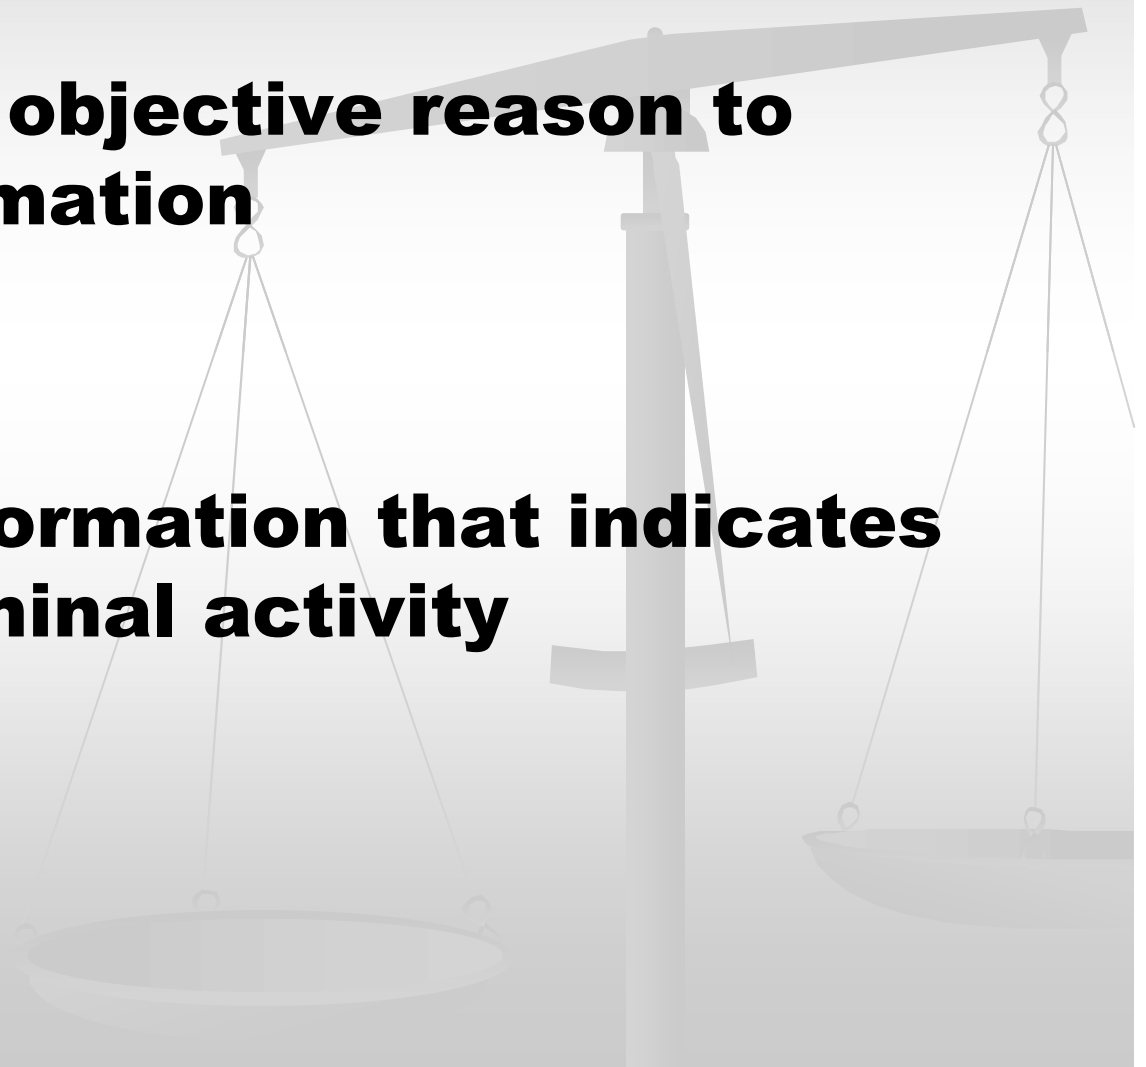 objective reason to
mation
ormation that indicates
ninal activity